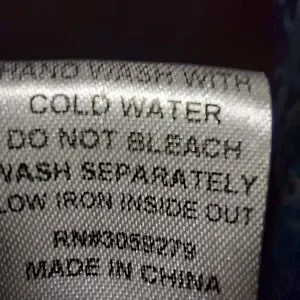 HAND WASH WITH
COLD WATER
DO NOT BLEACH
WASH SEPARATELY
LOW IRON INSIDE OUT
RN#3059279
MADE IN CHINA